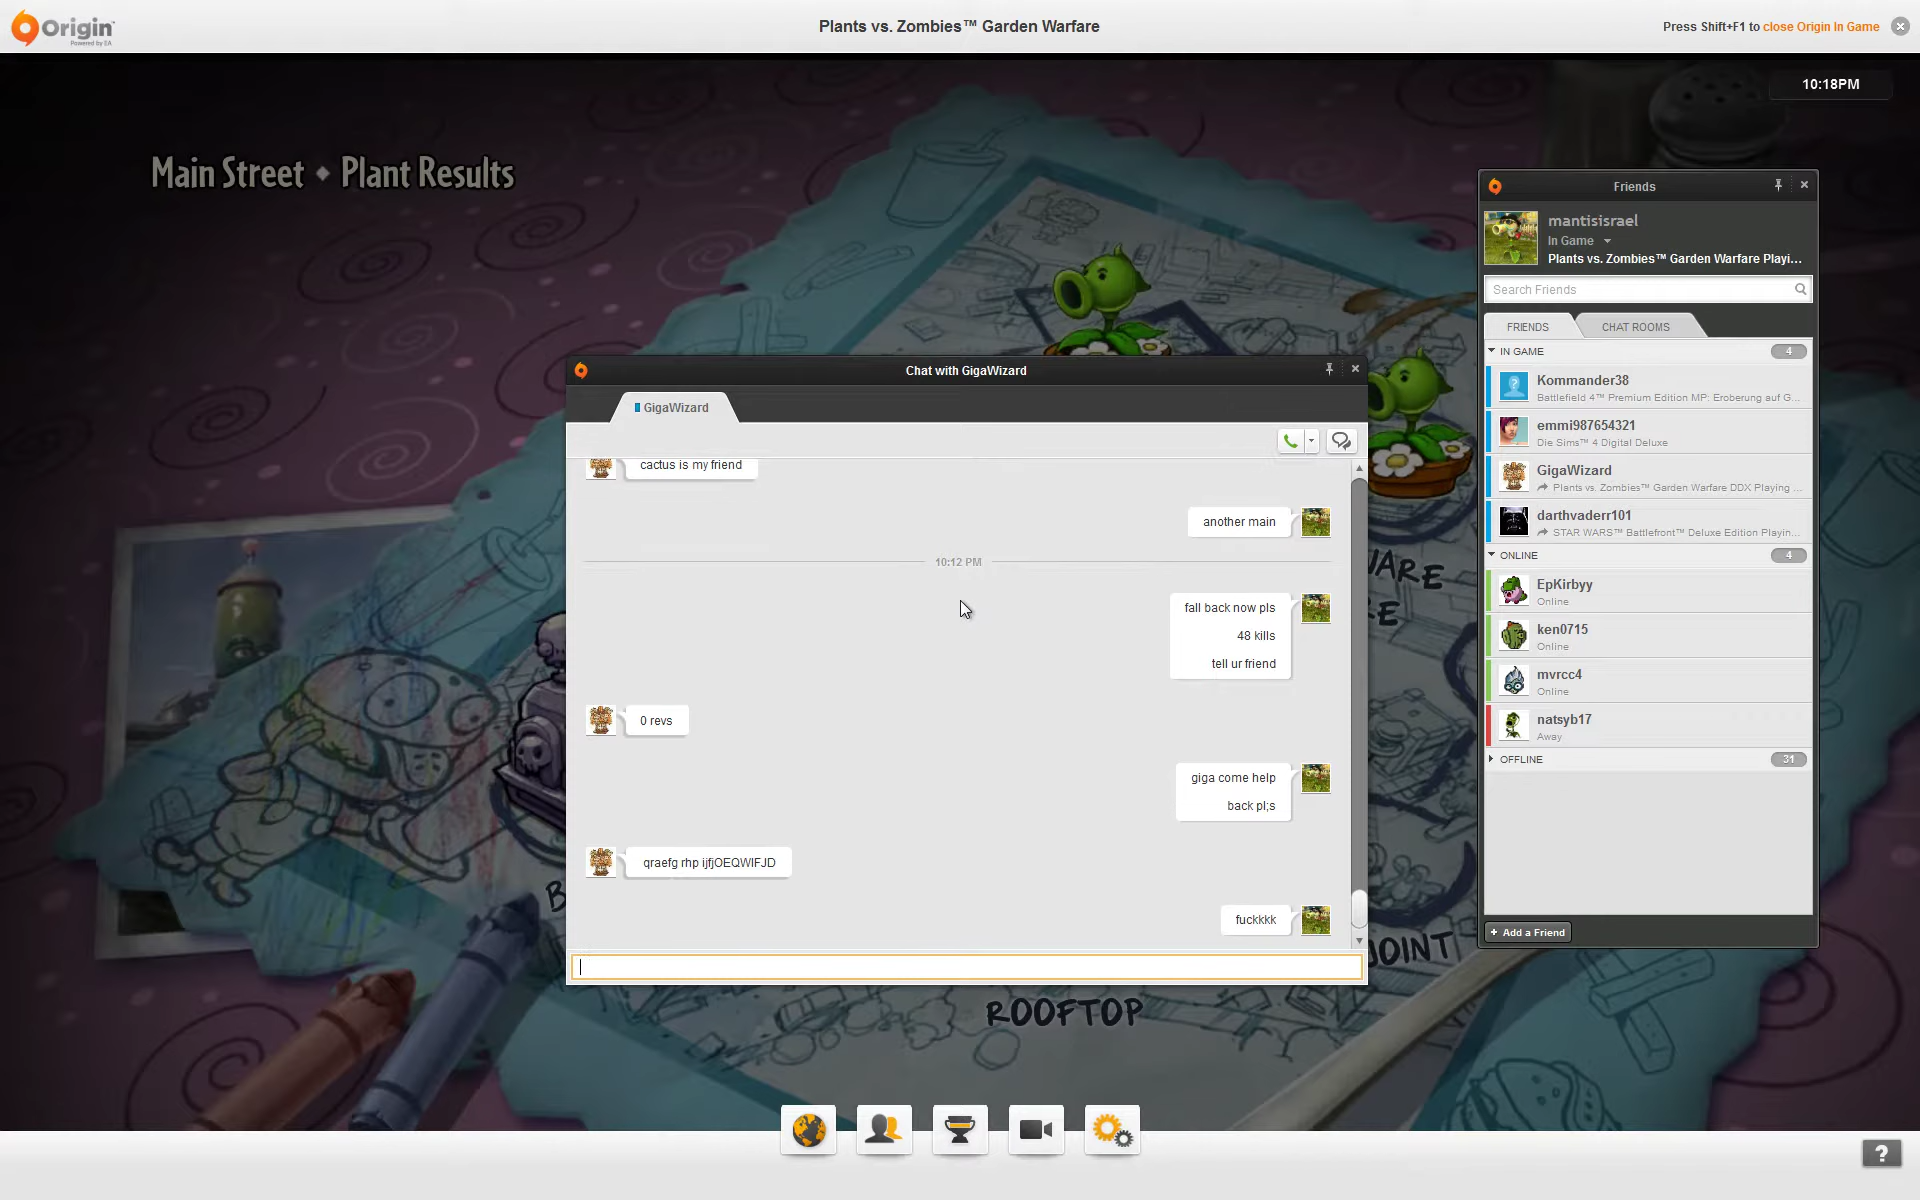 Origin
Powered by EA
Plants vs. Zombies™ Garden Warfare
Press Shift+F1 to close Origin In Game
10:18PM
Main Street ♦ Plant Results
Friends
mantisisrael
In Game
Plants vs. Zombies™ Garden Warfare Playi...
Search Friends
FRIENDS
CHAT ROOMS
IN GAME
4
Kommander38
Battlefield 4™ Premium Edition MP: Eroberung auf G...
emmi987654321
Die Sims™ 4 Digital Deluxe
GigaWizard
Plants vs. Zombies™ Garden Warfare DDX Playing ...
darthvaderr101
STAR WARS™ Battlefront™ Deluxe Edition Playin...
ONLINE
4
EpKirbyy
Online
ken0715
Online
mvrcc4
Online
natsyb17
Away
OFFLINE
31
+ Add a Friend
Chat with GigaWizard
GigaWizard
cactus is my friend
another main
10:12 PM
fall back now pls
48 kills
tell ur friend
0 revs
giga come help
back pl;s
qraefg rhp ijfjOEQWIFJD
fuckkkk
JOINT
ROOFTOP
?